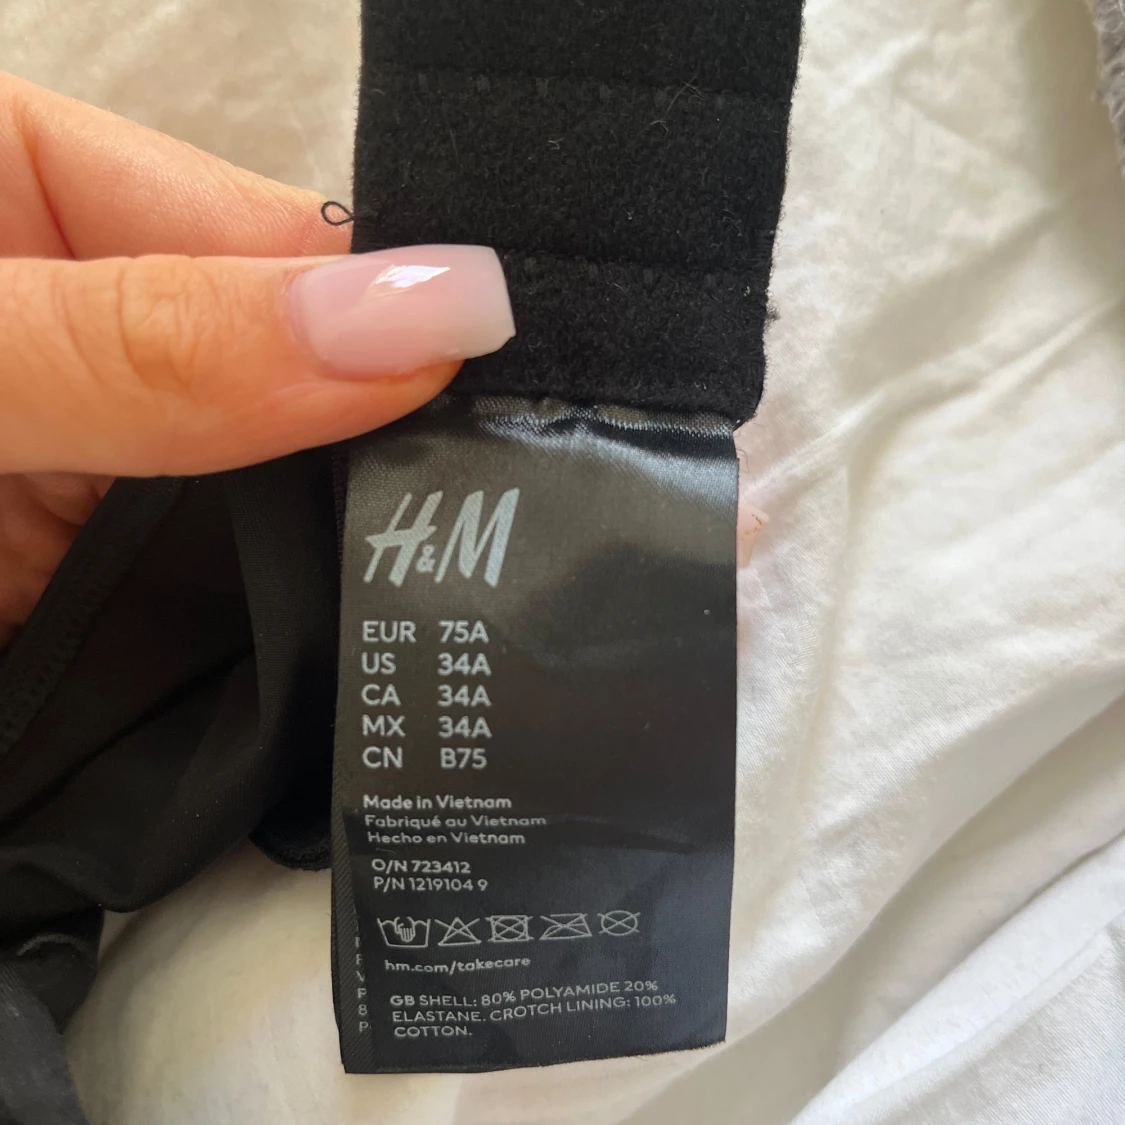 H&M
EUR 75A
US 34A
CA 34A
MX 34A
CN B75
Made in Vietnam
Fabriqué au Vietnam
Hecho en Vietnam
O/N 723412
P/N 1219104 9
hm.com/takecare
GB SHELL: 80% POLYAMIDE 20%
ELASTANE. CROTCH LINING: 100%
COTTON.